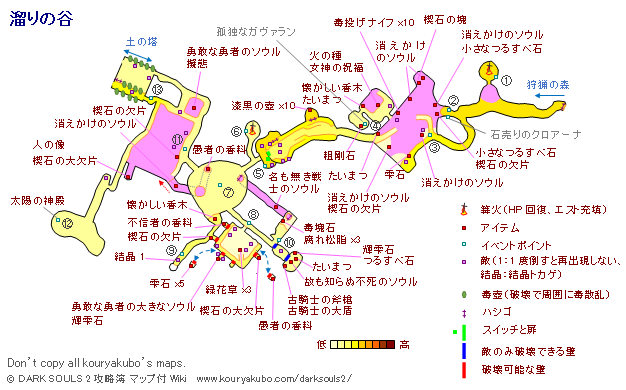 溜りの谷
土の塔
勇敢な勇者のソウル
擬態
孤独なガヴァラン
毒投げナイフ×10
楔石の塊
消えかけ
のソウル
消えかけのソウル
小さなつるすべ石
火の種
女神の祝福
狩猟の森
①
②
③
④
⑤
⑥
⑦
⑧
⑨
⑩
⑪
⑫
⑬
懐かしい香木
たいまつ
漆黒の壺×10
楔石の欠片
消えかけのソウル
愚者の香料
人の像
楔石の大欠片
石売りのクロアーナ
小さなつるすべ石
楔石の欠片
粗剛石
たいまつ
雫石
消えかけのソウル
名も無き戦
士のソウル
消えかけのソウル
楔石の欠片
太陽の神殿
懐かしい香木
不信者の香料
楔石の欠片
毒塊石
腐れ松脂×3
結晶1
雫石×5
緑花草×3
輝雫石
つるすべ石
たいまつ
故も知らぬ不死のソウル
勇敢な勇者の大きなソウル
輝雫石
楔石の大欠片
古騎士の斧槍
古騎士の大盾
愚者の香料
篝火(HP回復、エスト充填)
アイテム
イベントポイント
敵(1:1度倒すと再出現しない、
結晶:結晶トカゲ)
毒壺(破壊で周囲に毒散乱)
ハシゴ
スイッチと扉
敵のみ破壊できる壁
破壊可能な壁
低
高
Don't copy all kouryakubo's maps.
© DARK SOULS 2 攻略簿 マップ付 Wiki www.kouryakubo.com/darksouls2/